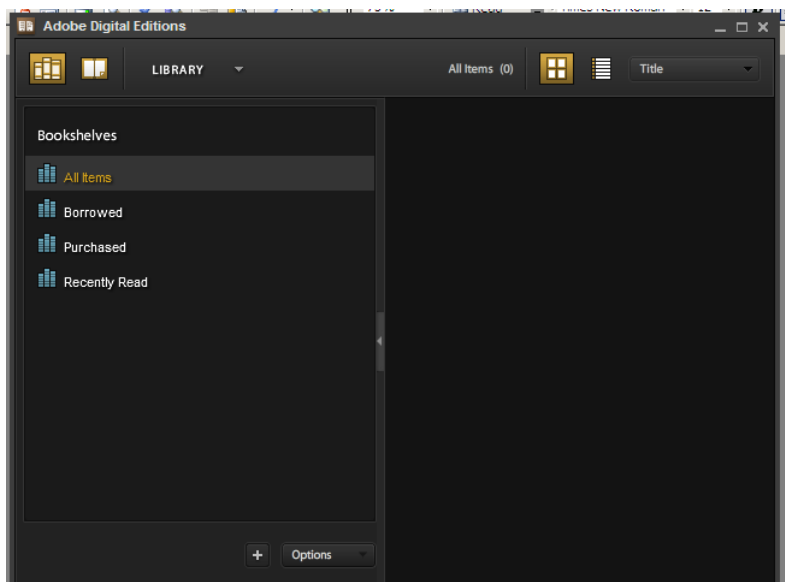 Adobe Digital Editions
LIBRARY
All Items (0)
Title
Bookshelves
All Items
Borrowed
Purchased
Recently Read
+ Options